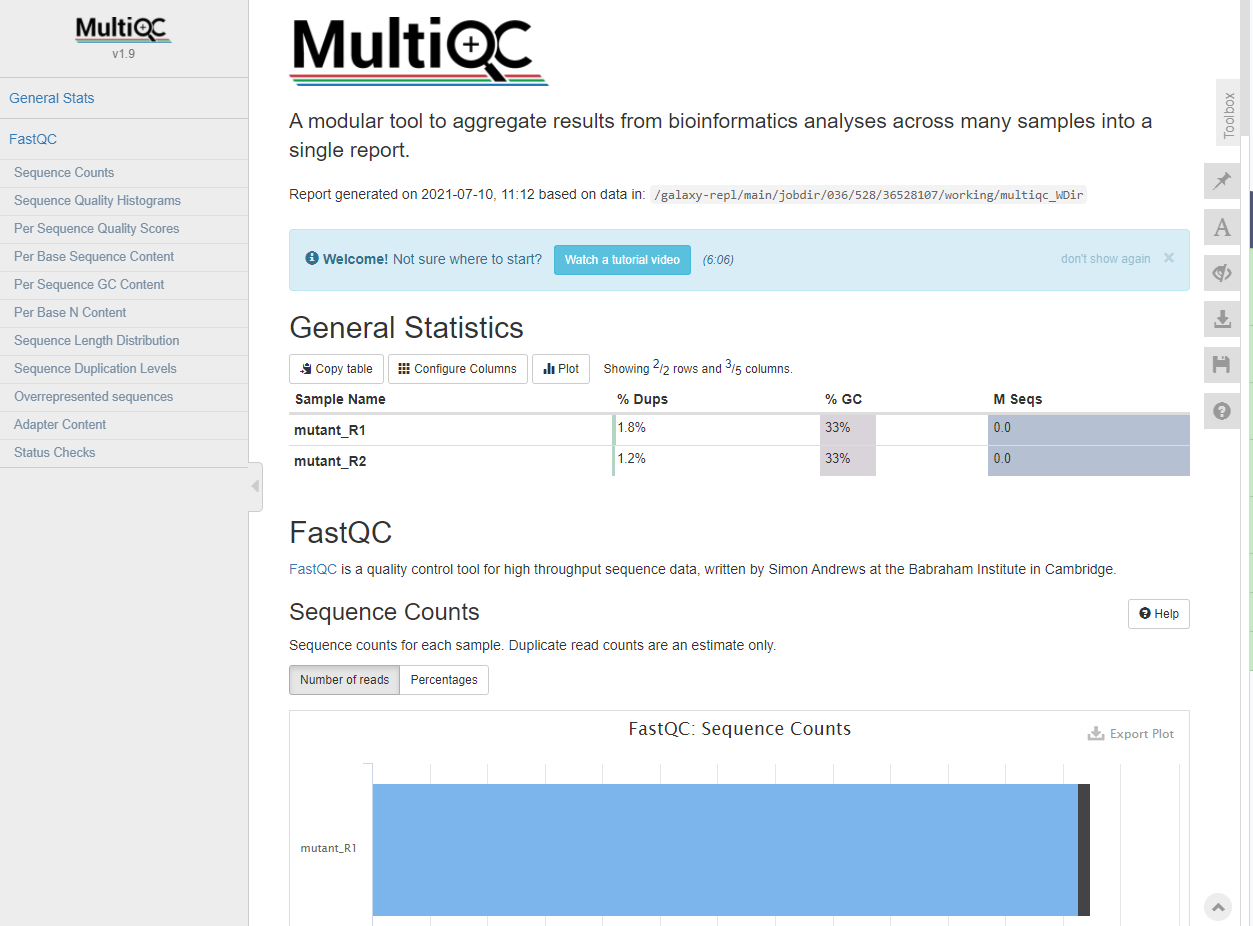 MultiQC
v1.9
General Stats
FastQC
Sequence Counts
Sequence Quality Histograms
Per Sequence Quality Scores
Per Base Sequence Content
Per Sequence GC Content
Per Base N Content
Sequence Length Distribution
Sequence Duplication Levels
Overrepresented sequences
Adapter Content
Status Checks
MultiQC
A modular tool to aggregate results from bioinformatics analyses across many samples into a
single report.
Report generated on 2021-07-10, 11:12 based on data in: /galaxy-repl/main/jobdir/036/528/36528107/working/multiqc_WDir
Welcome! Not sure where to start? Watch a tutorial video (6:06) don't show again ×
General Statistics
Copy table Configure Columns Plot Showing 2/2 rows and 3/5 columns.
Sample Name % Dups % GC M Seqs
mutant_R1 1.8% 33% 0.0
mutant_R2 1.2% 33% 0.0
FastQC
FastQC is a quality control tool for high throughput sequence data, written by Simon Andrews at the Babraham Institute in Cambridge.
Sequence Counts
Help
Sequence counts for each sample. Duplicate read counts are an estimate only.
Number of reads Percentages
FastQC: Sequence Counts
Export Plot
mutant_R1
Toolbox
A